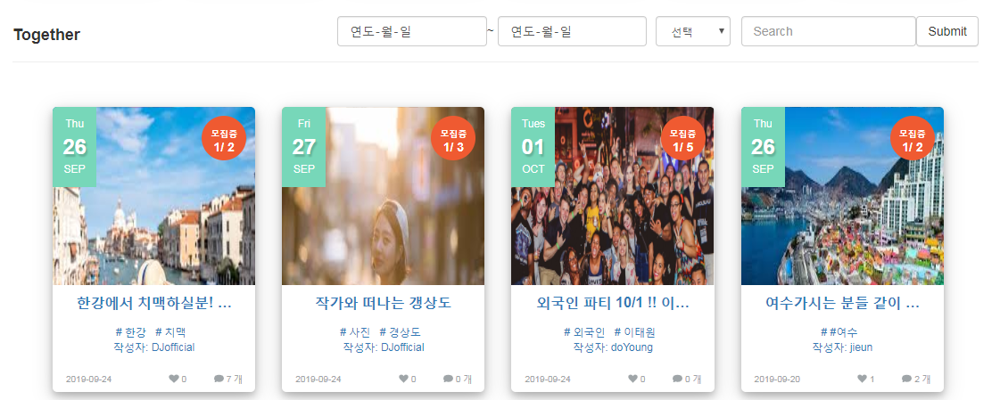 Together
연도-월-일 ~ 연도-월-일 선택 Search Submit
Thu
26
SEP
모집중
1/ 2
한강에서 치맥하실분! ...
# 한강 # 치맥
작성자: DJofficial
2019-09-24 0 7 개
Fri
27
SEP
모집중
1/ 3
작가와 떠나는 갱상도
# 사진 # 경상도
작성자: DJofficial
2019-09-24 0 0 개
Tues
01
OCT
모집중
1/ 5
외국인 파티 10/1 !! 이...
# 외국인 # 이태원
작성자: doYoung
2019-09-24 0 0 개
Thu
26
SEP
모집중
1/ 2
여수가시는 분들 같이 ...
# #여수
작성자: jieun
2019-09-20 1 2 개